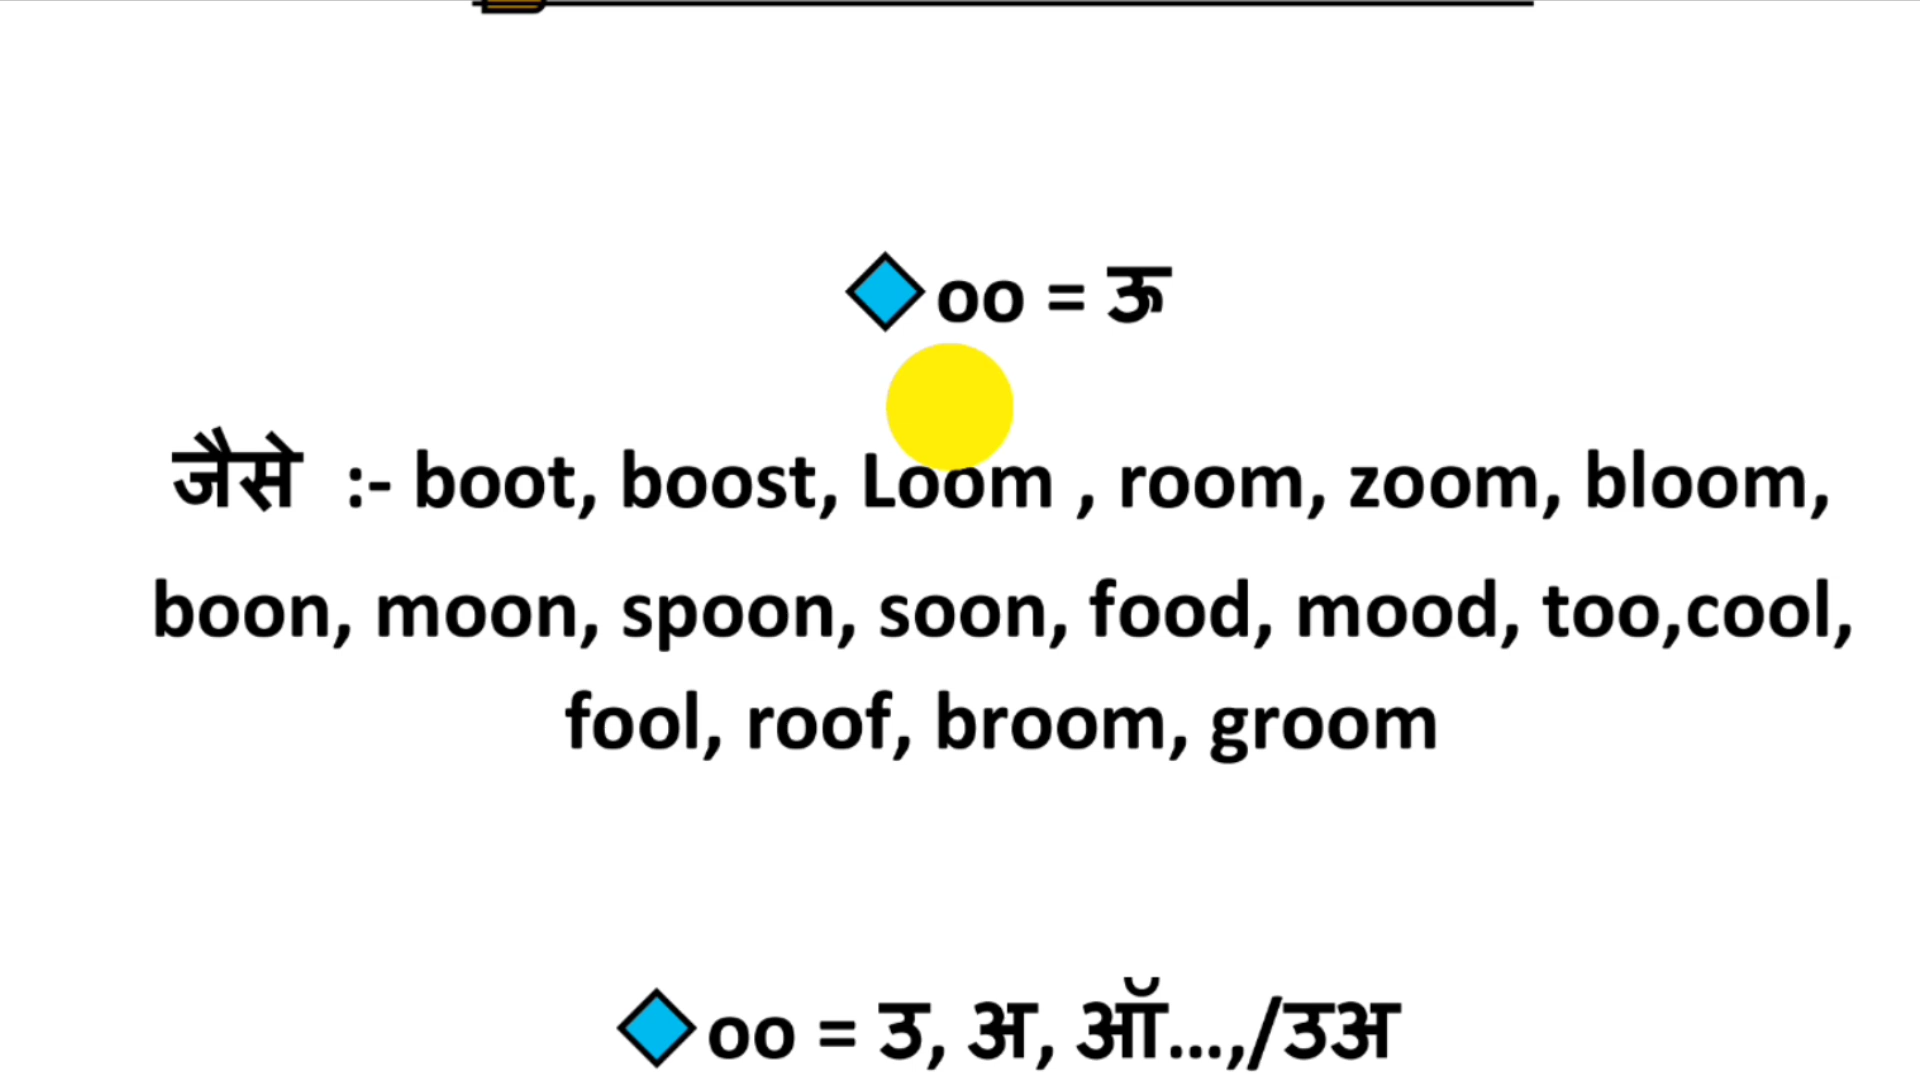 oo = ऊ
जैसे :- boot, boost, Loom , room, zoom, bloom,
boon, moon, spoon, soon, food, mood, too,cool,
fool, roof, broom, groom
oo = उ, अ, ऑ...,/उअ